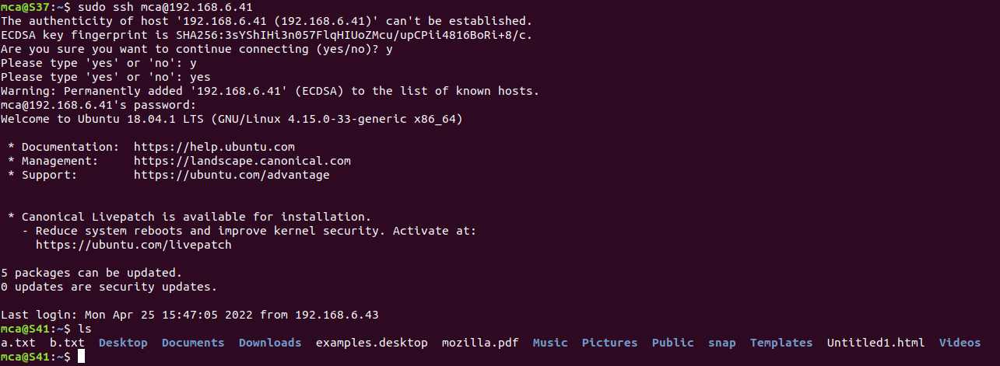 mca@S37:~$ sudo ssh mca@192.168.6.41
The authenticity of host '192.168.6.41 (192.168.6.41)' can't be established.
ECDSA key fingerprint is SHA256:3sYShIHi3n057FlqHIUoZMcu/upCPii4816BoRi+8/c.
Are you sure you want to continue connecting (yes/no)? y
Please type 'yes' or 'no': y
Please type 'yes' or 'no': yes
Warning: Permanently added '192.168.6.41' (ECDSA) to the list of known hosts.
mca@192.168.6.41's password:
Welcome to Ubuntu 18.04.1 LTS (GNU/Linux 4.15.0-33-generic x86_64)

 * Documentation:  https://help.ubuntu.com
 * Management:     https://landscape.canonical.com
 * Support:        https://ubuntu.com/advantage

 * Canonical Livepatch is available for installation.
   - Reduce system reboots and improve kernel security. Activate at:
     https://ubuntu.com/livepatch

5 packages can be updated.
0 updates are security updates.

Last login: Mon Apr 25 15:47:05 2022 from 192.168.6.43
mca@S41:~$ ls
a.txt  b.txt  Desktop  Documents  Downloads  examples.desktop  mozilla.pdf  Music  Pictures  Public  snap  Templates  Untitled1.html  Videos
mca@S41:~$